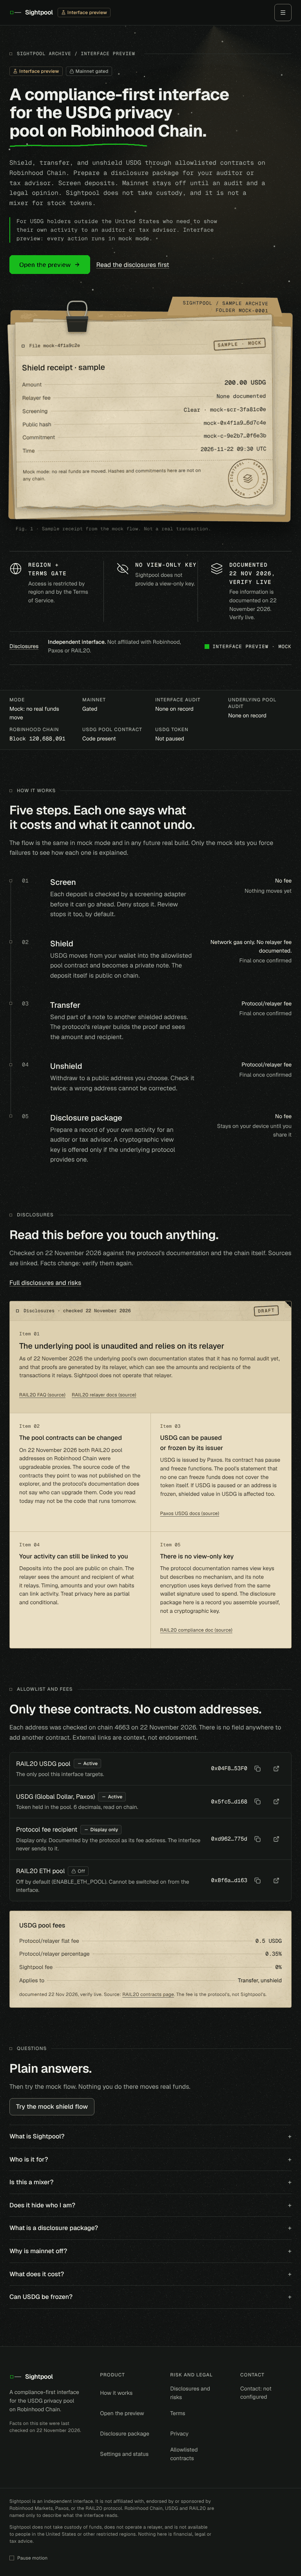 Sightpool
Interface preview
SIGHTPOOL ARCHIVE / INTERFACE PREVIEW
Interface preview
Mainnet gated
A compliance-first interface
for the USDG privacy
pool on Robinhood Chain.
Shield, transfer, and unshield USDG through allowlisted contracts on
Robinhood Chain. Prepare a disclosure package for your auditor or
tax advisor. Screen deposits. Mainnet stays off until an audit and a
legal opinion. Sightpool does not take custody, and it is not a
mixer for stock tokens.
For USDG holders outside the United States who need to show
their own activity to an auditor or tax advisor. Interface
preview: every action runs in mock mode.
Open the preview →
Read the disclosures first
SIGHTPOOL / SAMPLE ARCHIVE
FOLDER MOCK-0001
File mock-4f1a9c2e
SAMPLE · MOCK
Shield receipt · sample
Amount
200.00 USDG
Relayer fee
None documented
Screening
Clear · mock-scr-3fa81c0e
Public hash
mock-0x4f1a9…6d7c4e
Commitment
mock-c-9e2b7…0f6e3b
Time
2026-11-22 09:30 UTC
Mock mode: no real funds are moved. Hashes and commitments here are not on
any chain.
Fig. 1 · Sample receipt from the mock flow. Not a real transaction.
REGION +
TERMS GATE
Access is restricted by
region and by the Terms
of Service.
NO VIEW-ONLY KEY
Sightpool does not
provide a view-only key.
DOCUMENTED
22 NOV 2026,
VERIFY LIVE
Fee information is
documented on 22
November 2026.
Verify live.
Disclosures
Independent interface. Not affiliated with Robinhood,
Paxos or RAIL20.
INTERFACE PREVIEW · MOCK
MODE
Mock: no real funds
move
MAINNET
Gated
INTERFACE AUDIT
None on record
UNDERLYING POOL
AUDIT
None on record
ROBINHOOD CHAIN
Block 120,688,091
USDG POOL CONTRACT
Code present
USDG TOKEN
Not paused
HOW IT WORKS
Five steps. Each one says what
it costs and what it cannot undo.
The flow is the same in mock mode and in any future real build. Only the mock lets you force
failures to see how each one is explained.
01
Screen
Each deposit is checked by a screening adapter
before it can go ahead. Deny stops it. Review
stops it too, by default.
No fee
Nothing moves yet
02
Shield
USDG moves from your wallet into the allowlisted
pool contract and becomes a private note. The
deposit itself is public on chain.
Network gas only. No relayer fee
documented.
Final once confirmed
03
Transfer
Send part of a note to another shielded address.
The protocol's relayer builds the proof and sees
the amount and recipient.
Protocol/relayer fee
Final once confirmed
04
Unshield
Withdraw to a public address you choose. Check it
twice: a wrong address cannot be corrected.
Protocol/relayer fee
Final once confirmed
05
Disclosure package
Prepare a record of your own activity for an
auditor or tax advisor. A cryptographic view
key is offered only if the underlying protocol
provides one.
No fee
Stays on your device until you
share it
DISCLOSURES
Read this before you touch anything.
Checked on 22 November 2026 against the protocol's documentation and the chain itself. Sources
are linked. Facts change: verify them again.
Full disclosures and risks
Disclosures · checked 22 November 2026
DRAFT
Item 01
The underlying pool is unaudited and relies on its relayer
As of 22 November 2026 the underlying pool's own documentation states that it has no formal audit yet,
and that proofs are generated by its relayer, which can see the amounts and recipients of the
transactions it relays. Sightpool does not operate that relayer.
RAIL20 FAQ (source)
RAIL20 relayer docs (source)
Item 02
The pool contracts can be changed
On 22 November 2026 both RAIL20 pool
addresses on Robinhood Chain were
upgradeable proxies. The source code of the
contracts they point to was not published on the
explorer, and the protocol's documentation does
not say who can upgrade them. Code you read
today may not be the code that runs tomorrow.
Item 03
USDG can be paused
or frozen by its issuer
USDG is issued by Paxos. Its contract has pause
and freeze functions. The pool's statement that
no one can freeze funds does not cover the
token itself. If USDG is paused or an address is
frozen, shielded value in USDG is affected too.
Paxos USDG docs (source)
Item 04
Your activity can still be linked to you
Deposits into the pool are public on chain. The
relayer sees the amount and recipient of what
it relays. Timing, amounts and your own habits
can link activity. Treat privacy here as partial
and conditional.
Item 05
There is no view-only key
The protocol documentation names view keys
but describes no mechanism, and its note
encryption uses keys derived from the same
wallet signature used to spend. The disclosure
package here is a record you assemble yourself,
not a cryptographic key.
RAIL20 compliance doc (source)
ALLOWLIST AND FEES
Only these contracts. No custom addresses.
Each address was checked on chain 4663 on 22 November 2026. There is no field anywhere to
add another contract. External links are context, not endorsement.
RAIL20 USDG pool
Active
The only pool this interface targets.
0x04F8…53F0
USDG (Global Dollar, Paxos)
Active
Token held in the pool. 6 decimals, read on chain.
0x5fc5…d168
Protocol fee recipient
Display only
Display only. Documented by the protocol as its fee address. The Interface
never sends to it.
0xd962…775d
RAIL20 ETH pool
Off
Off by default (ENABLE_ETH_POOL). Cannot be switched on from the
interface.
0x8f6a…d163
USDG pool fees
Protocol/relayer flat fee
0.5 USDG
Protocol/relayer percentage
0.35%
Sightpool fee
0%
Applies to
Transfer, unshield
documented 22 Nov 2026, verify live. Source: RAIL20 contracts page. The fee is the protocol's, not Sightpool's.
QUESTIONS
Plain answers.
Then try the mock flow. Nothing you do there moves real funds.
Try the mock shield flow
What is Sightpool? +
Who is it for? +
Is this a mixer? +
Does it hide who I am? +
What is a disclosure package? +
Why is mainnet off? +
What does it cost? +
Can USDG be frozen? +
Sightpool
A compliance-first interface
for the USDG privacy pool
on Robinhood Chain.
Facts on this site were last
checked on 22 November 2026.
PRODUCT
How it works
Open the preview
Disclosure package
Settings and status
RISK AND LEGAL
Disclosures and
risks
Terms
Privacy
Allowlisted
contracts
CONTACT
Contact: not
configured
Sightpool is an independent interface. It is not affiliated with, endorsed by or sponsored by
Robinhood Markets, Paxos, or the RAIL20 protocol. Robinhood Chain, USDG and RAIL20 are
named only to describe what the interface reads.
Sightpool does not take custody of funds, does not operate a relayer, and is not available
to people in the United States or other restricted regions. Nothing here is financial, legal or
tax advice.
Pause motion